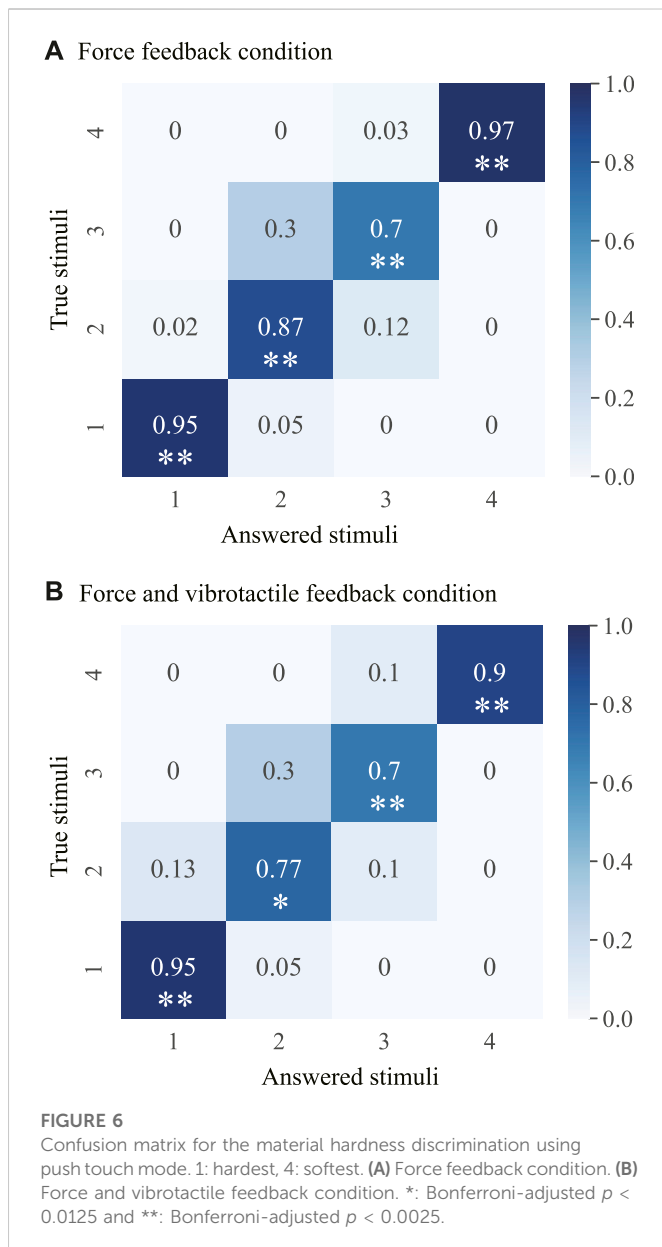 A Force feedback condition
1.0
4 0 0 0.03 0.97
**
0.8
3 0 0.3 0.7 0
**
0.6
True stimuli
2 0.02 0.87 0.12 0
**
0.4
0.2
1 0.95 0.05 0 0
**
0.0
1 2 3 4
Answered stimuli
B Force and vibrotactile feedback condition
1.0
4 0 0 0.1 0.9
**
0.8
3 0 0.3 0.7 0
**
0.6
True stimuli
2 0.13 0.77 0.1 0
*
0.4
0.2
1 0.95 0.05 0 0
**
0.0
1 2 3 4
Answered stimuli
FIGURE 6
Confusion matrix for the material hardness discrimination using
push touch mode. 1: hardest, 4: softest. (A) Force feedback condition. (B)
Force and vibrotactile feedback condition. *: Bonferroni-adjusted p <
0.0125 and **: Bonferroni-adjusted p < 0.0025.